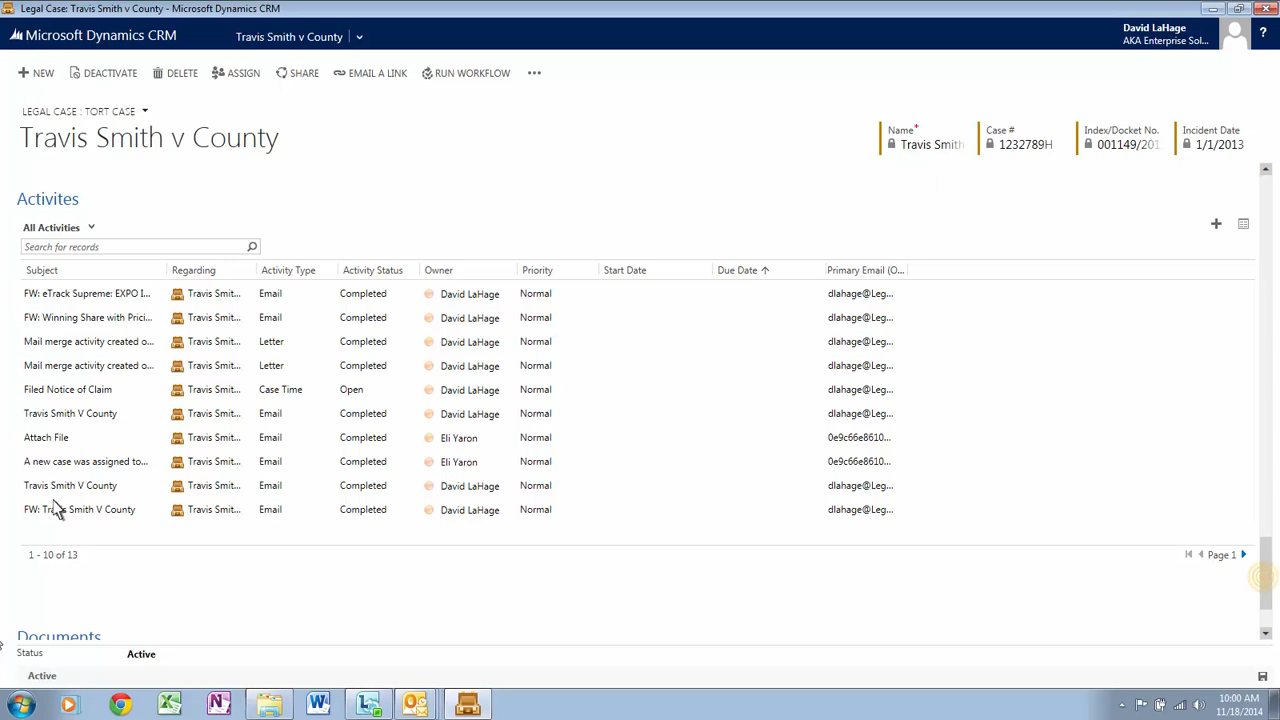 Legal Case: Travis Smith v County - Microsoft Dynamics CRM
Microsoft Dynamics CRM Travis Smith v County David LaHage
AKA Enterprise Sol... ?
NEW DEACTIVATE DELETE ASSIGN SHARE EMAIL A LINK RUN WORKFLOW ...
LEGAL CASE : TORT CASE
Travis Smith v County
Name* Case # Index/Docket No. Incident Date
Travis Smith 1232789H 001149/201 1/1/2013
Activites
All Activities
Search for records
Subject Regarding Activity Type Activity Status Owner Priority Start Date Due Date Primary Email (O...
FW: eTrack Supreme: EXPO I... Travis Smit... Email Completed David LaHage Normal dlahage@Leg...
FW: Winning Share with Prici... Travis Smit... Email Completed David LaHage Normal dlahage@Leg...
Mail merge activity created o... Travis Smit... Letter Completed David LaHage Normal dlahage@Leg...
Mail merge activity created o... Travis Smit... Letter Completed David LaHage Normal dlahage@Leg...
Filed Notice of Claim Travis Smit... Case Time Open David LaHage Normal dlahage@Leg...
Travis Smith V County Travis Smit... Email Completed David LaHage Normal dlahage@Leg...
Attach File Travis Smit... Email Completed Eli Yaron Normal 0e9c66e8610...
A new case was assigned to... Travis Smit... Email Completed Eli Yaron Normal 0e9c66e8610...
Travis Smith V County Travis Smit... Email Completed David LaHage Normal dlahage@Leg...
FW: Travis Smith V County Travis Smit... Email Completed David LaHage Normal dlahage@Leg...
1 - 10 of 13 Page 1
Documents
Status Active
Active
10:00 AM
11/18/2014